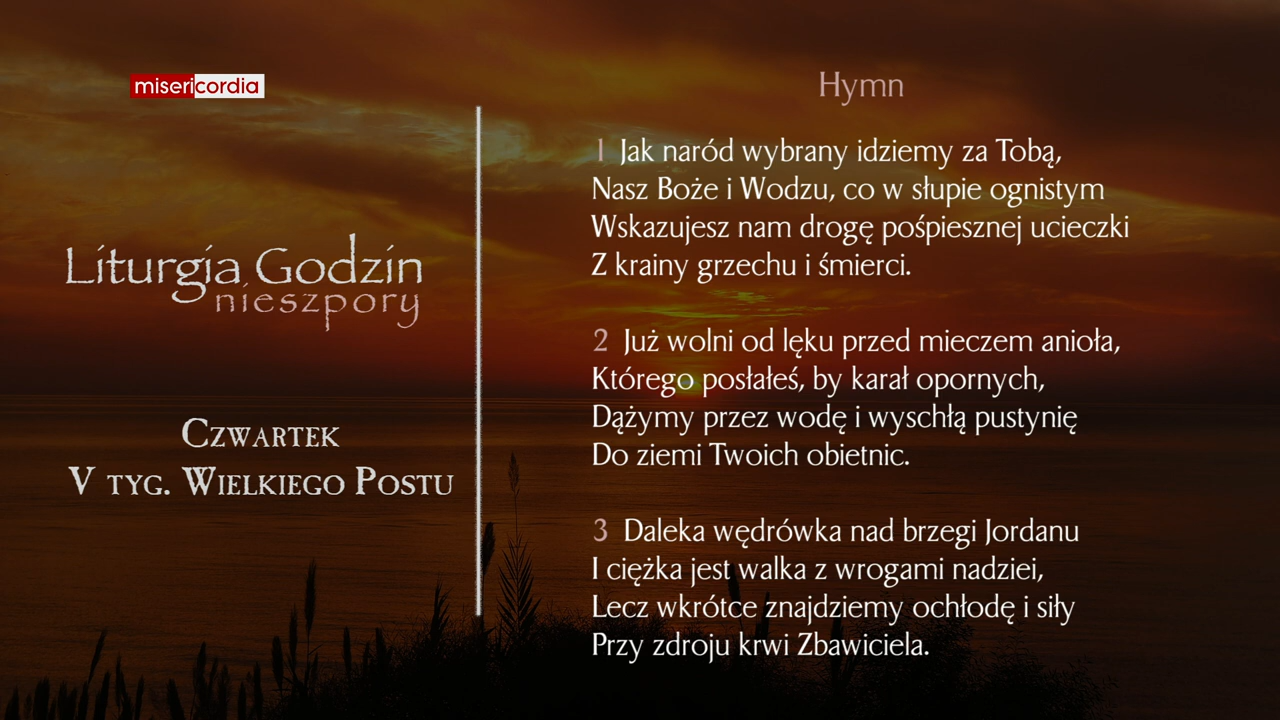 misericordia
Liturgia Godzin
nieszpory
Czwartek
V tyg. Wielkiego Postu
Hymn
1 Jak naród wybrany idziemy za Tobą,
Nasz Boże i Wodzu, co w słupie ognistym
Wskazujesz nam drogę pośpiesznej ucieczki
Z krainy grzechu i śmierci.
2 Już wolni od lęku przed mieczem anioła,
Którego posłałeś, by karał opornych,
Dążymy przez wodę i wyschłą pustynię
Do ziemi Twoich obietnic.
3 Daleka wędrówka nad brzegi Jordanu
I ciężka jest walka z wrogami nadziei,
Lecz wkrótce znajdziemy ochłodę i siły
Przy zdroju krwi Zbawiciela.